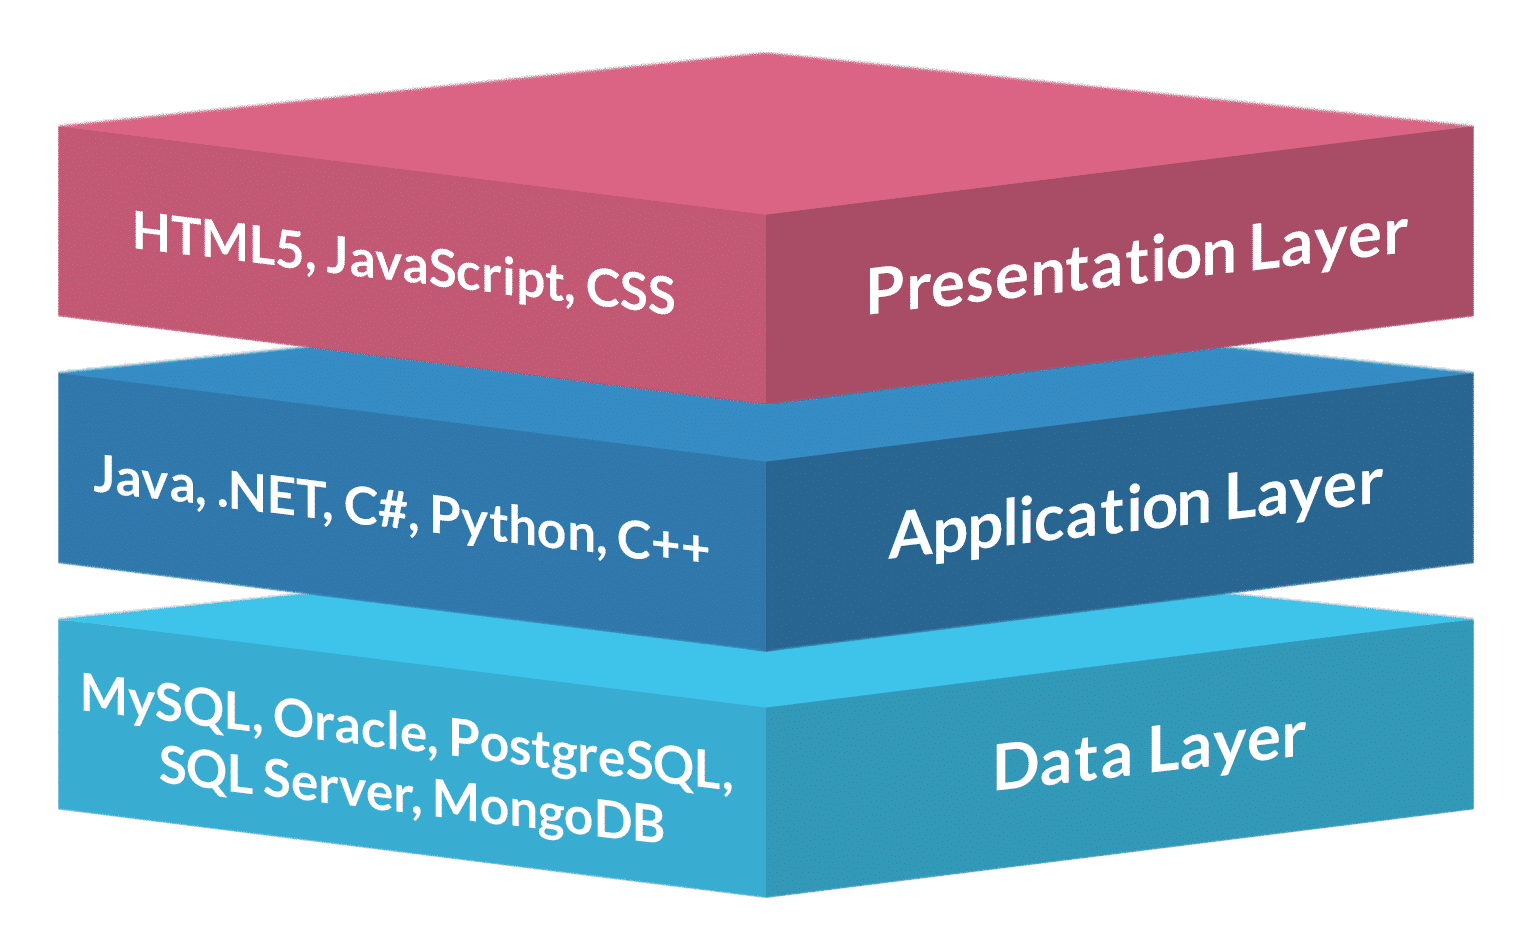 HTML5, JavaScript, CSS
Presentation Layer
Java, .NET, C#, Python, C++
Application Layer
MySQL, Oracle, PostgreSQL,
SQL Server, MongoDB
Data Layer